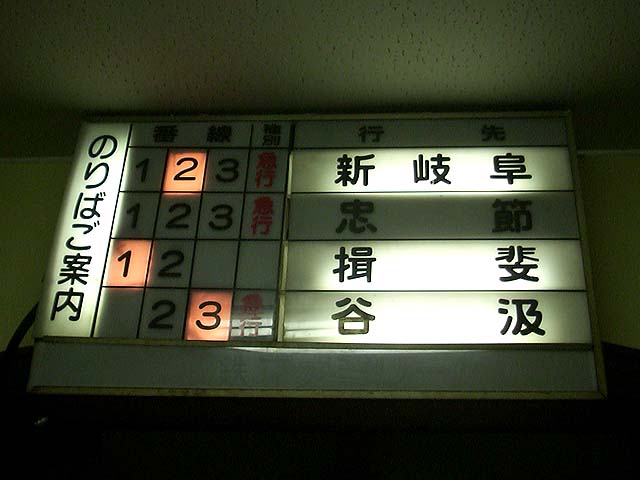 のりばご案内
番線 種別 行先
1 2 3 急行 新岐阜
1 2 3 急行 忠節
1 2 揖斐
2 3 急行 谷汲